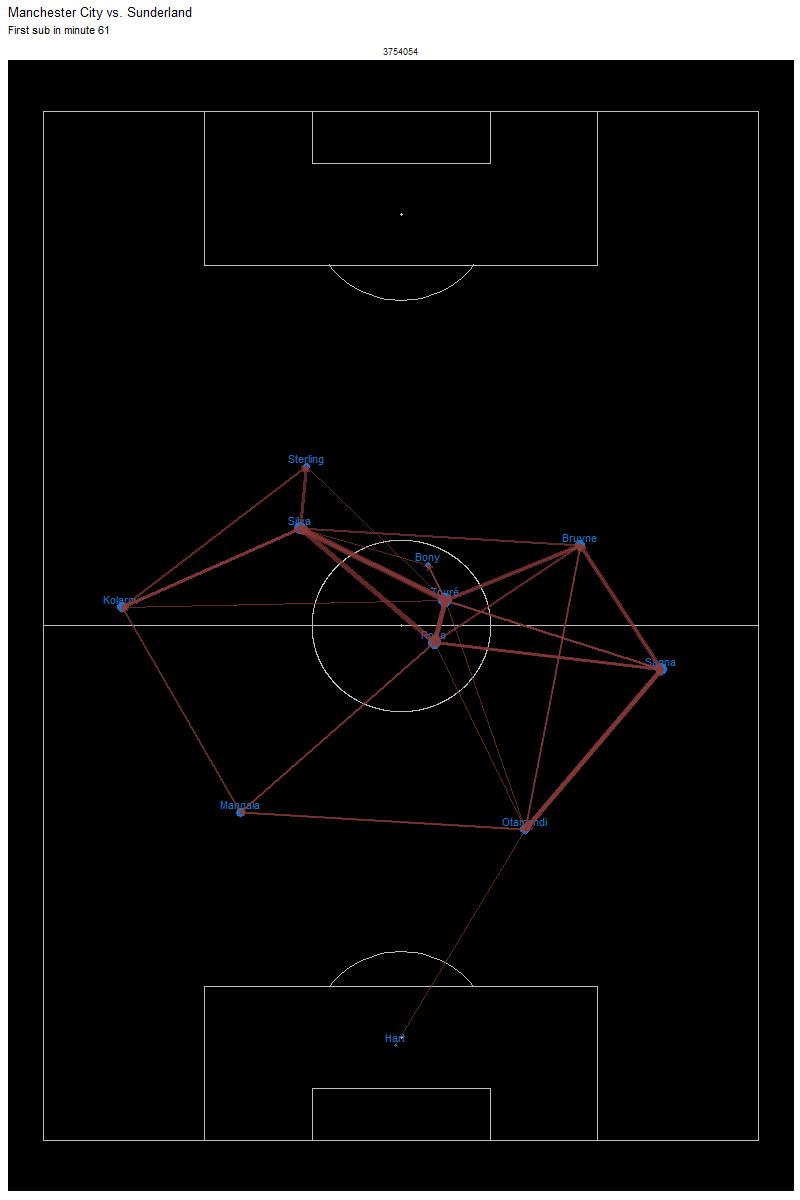 Manchester City vs. Sunderland
First sub in minute 61
3754054
Sterling
Silva
Bruyne
Bony
Touré
Kolarov
Sagna
Mangala
Otamendi
Hart